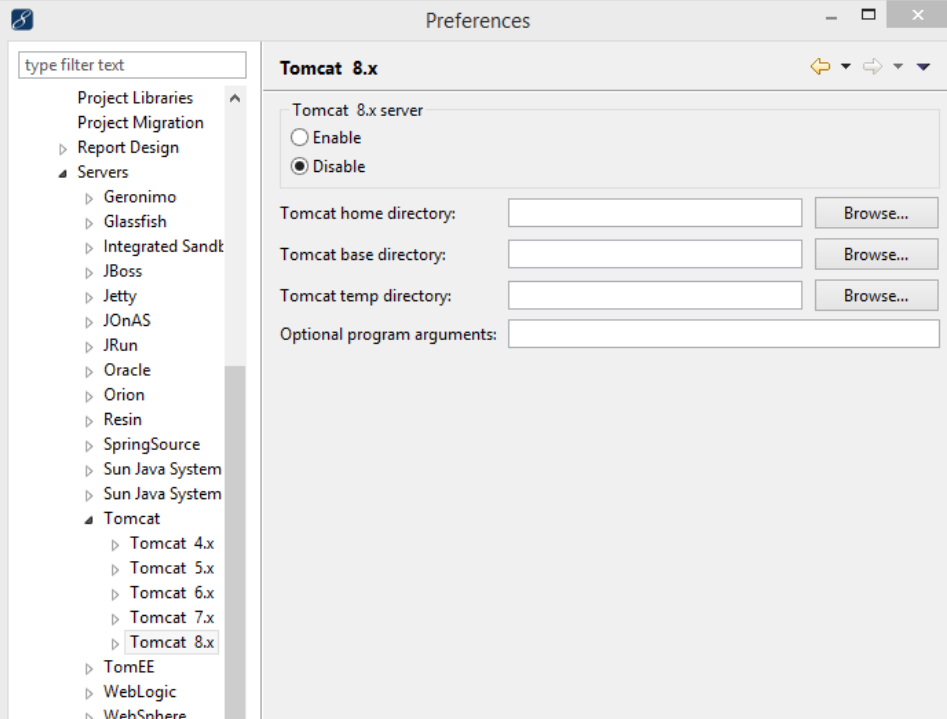 Preferences
type filter text
Project Libraries
Project Migration
Report Design
Servers
Geronimo
Glassfish
Integrated Sandb
JBoss
Jetty
JOnAS
JRun
Oracle
Orion
Resin
SpringSource
Sun Java System
Sun Java System
Tomcat
Tomcat 4.x
Tomcat 5.x
Tomcat 6.x
Tomcat 7.x
Tomcat 8.x
TomEE
WebLogic
WebSphere
Tomcat 8.x
Tomcat 8.x server
Enable
Disable
Tomcat home directory:
Browse...
Tomcat base directory:
Browse...
Tomcat temp directory:
Browse...
Optional program arguments: